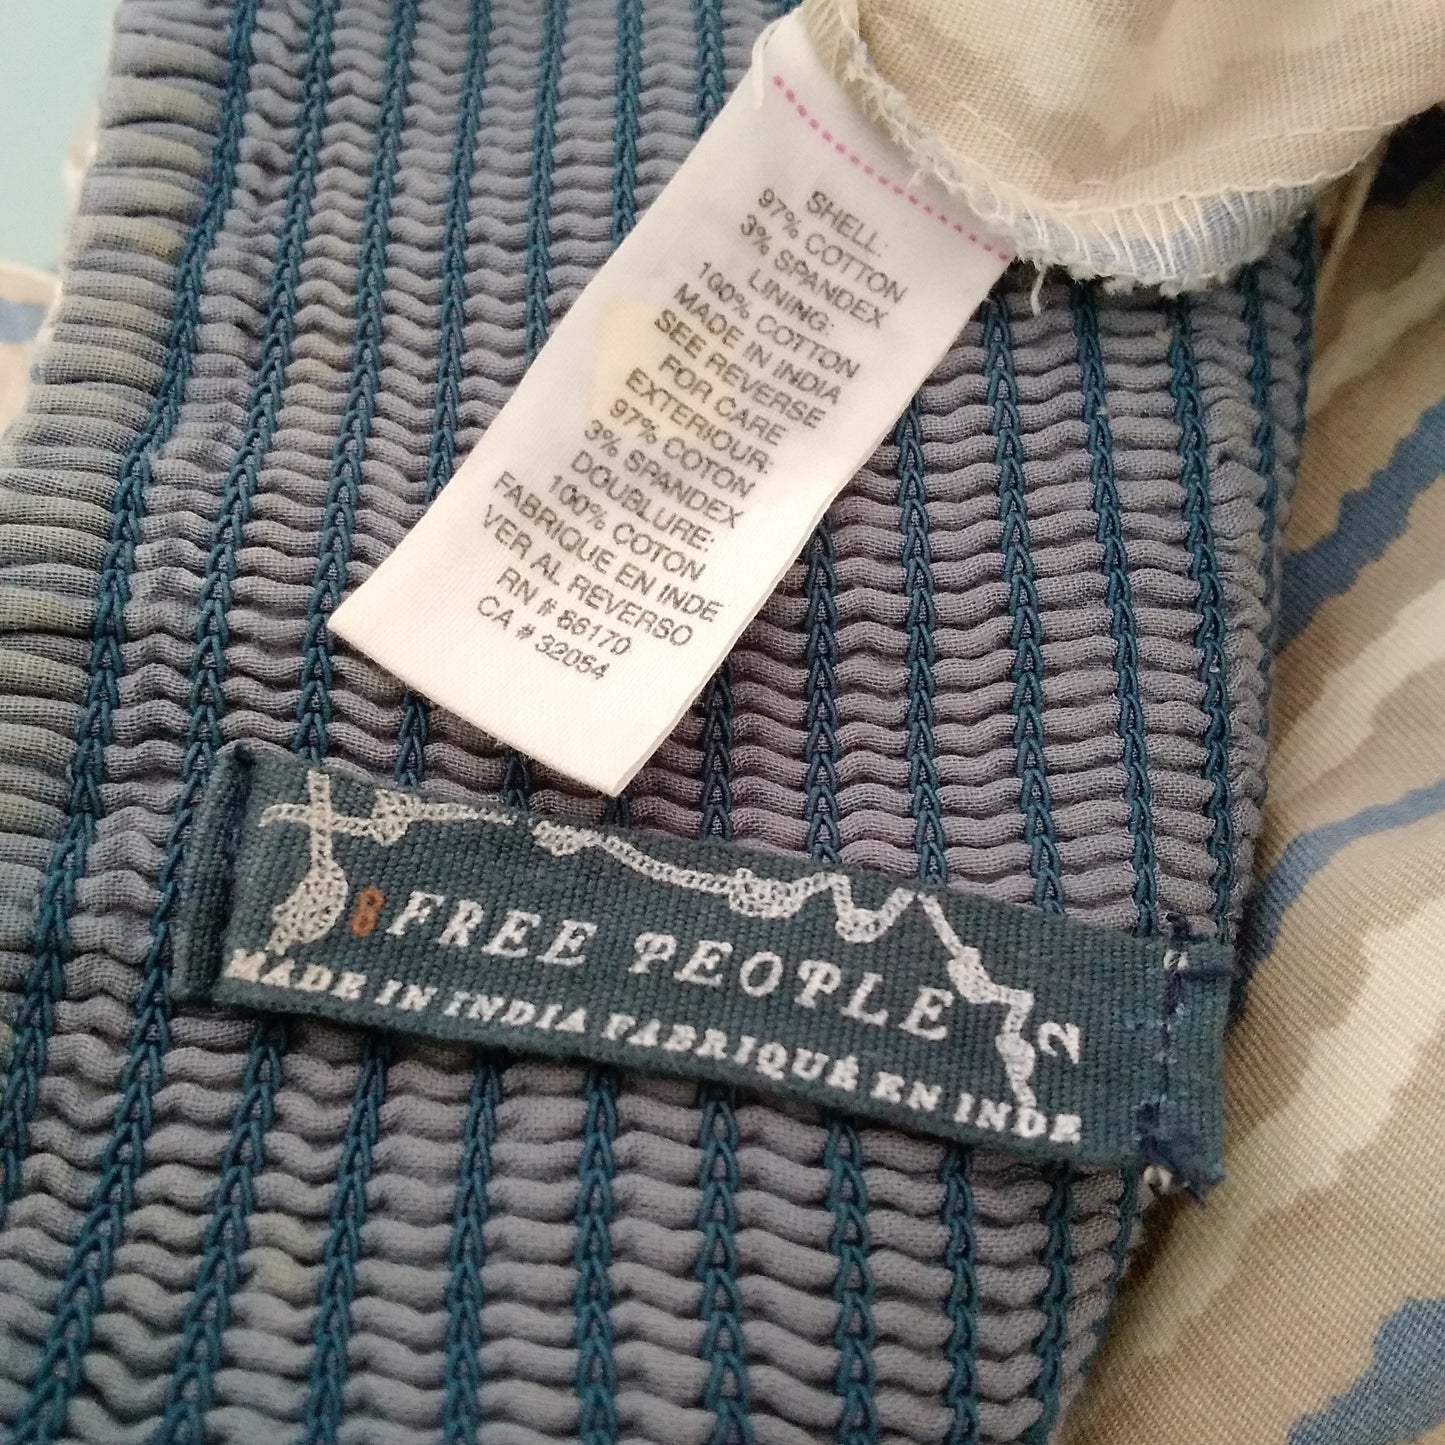 SHELL:
97% COTTON
3% SPANDEX
LINING:
100% COTTON
MADE IN INDIA
SEE REVERSE
FOR CARE
EXTERIOUR:
97% COTON
3% SPANDEX
DOUBLURE:
100% COTON
FABRIQUE EN INDE
VER AL REVERSO
RN # 66170
CA # 32054
8 FREE PEOPLE
2
MADE IN INDIA FABRIQUÉ EN INDE